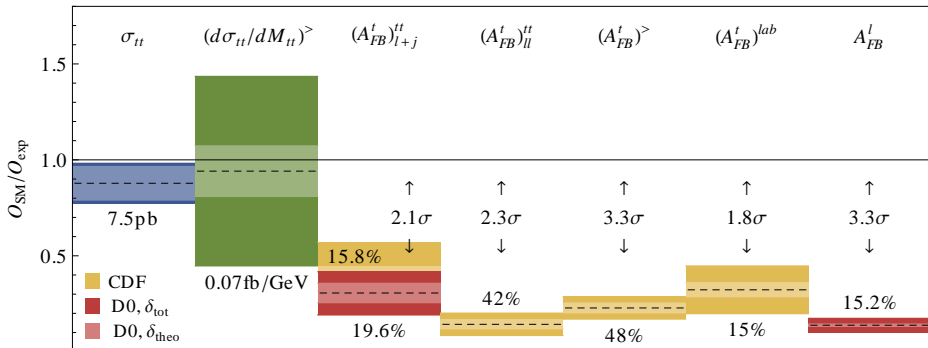 σ_tt (dσ_tt/dM_tt)^> (A^t_FB)^tt_l+j (A^t_FB)^tt_ll (A^t_FB)^> (A^t_FB)^lab A^l_FB
1.5
1.0
O_SM/O_exp
↑ ↑ ↑ ↑ ↑
7.5pb 2.1σ 2.3σ 3.3σ 1.8σ 3.3σ
↓ ↓ ↓ ↓ ↓
0.5
15.8%
CDF 0.07fb/GeV
D0, δ_tot 42% 15.2%
D0, δ_theo 19.6% 48% 15%